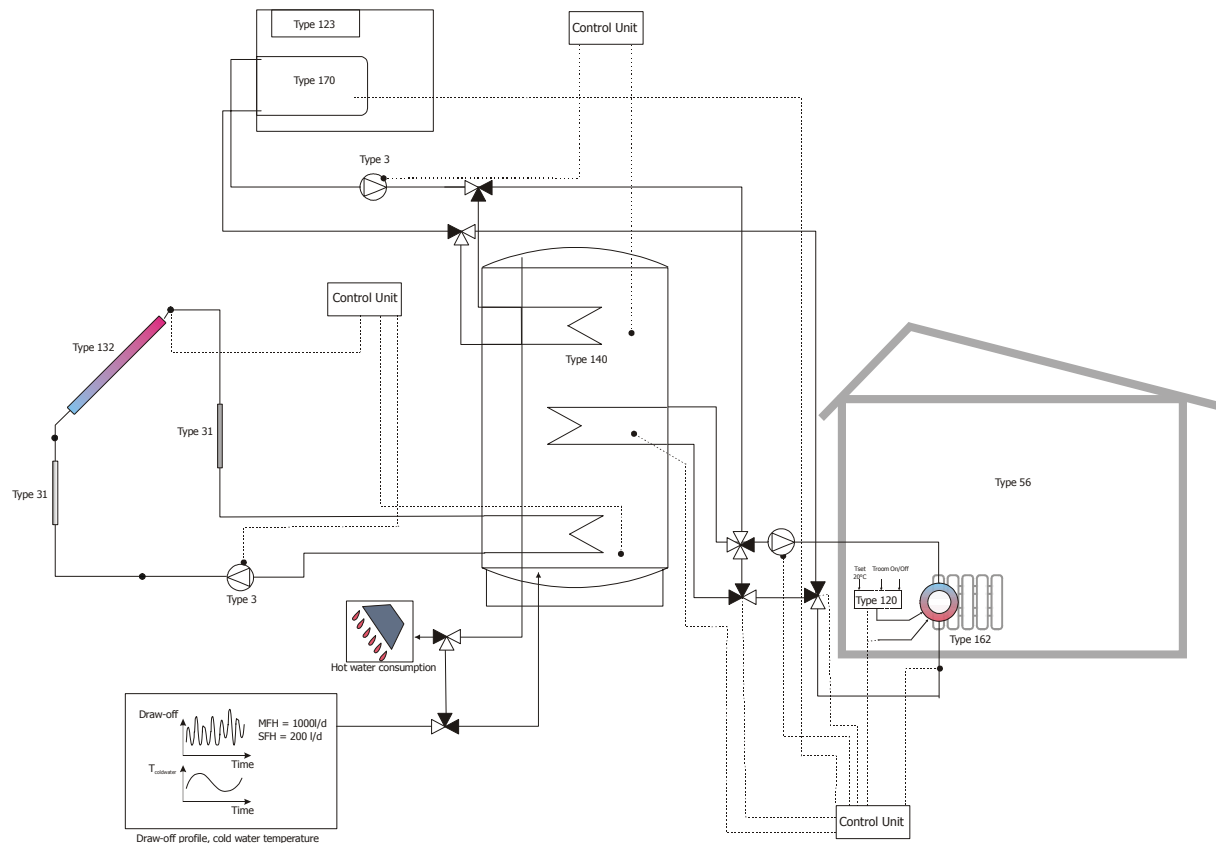 Type 123
Control Unit
Type 170
Type 3
Control Unit
Type 132
Type 140
Type 31
Type 31
Type 56
Type 3
Tset
20°C
Troom On/Off
Type 120
Type 162
Hot water consumption
Draw-off
MFH = 1000l/d
SFH = 200 l/d
Time
T coldwater
Time
Control Unit
Draw-off profile, cold water temperature